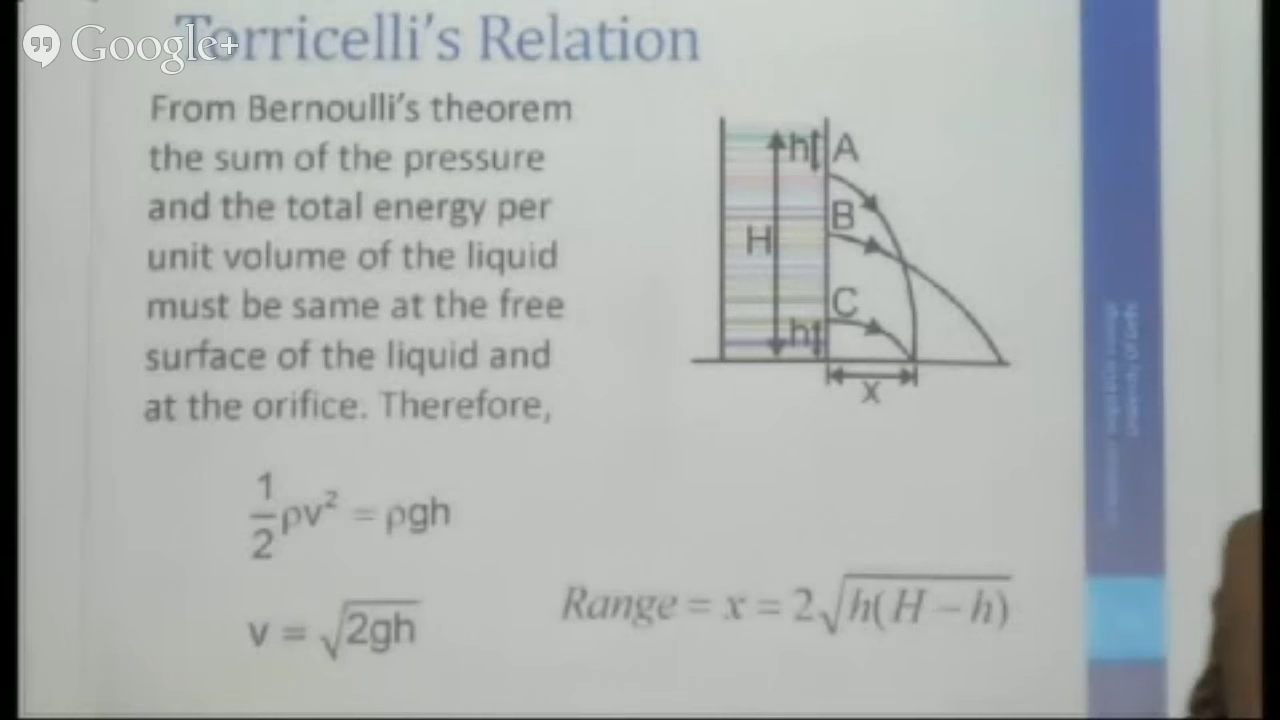 Google+
Torricelli's Relation
From Bernoulli's theorem
the sum of the pressure
and the total energy per
unit volume of the liquid
must be same at the free
surface of the liquid and
at the orifice. Therefore,
1/2 ρv² = ρgh
v = √2gh
h A
B
H
C
h
x
Range = x = 2√h(H – h)